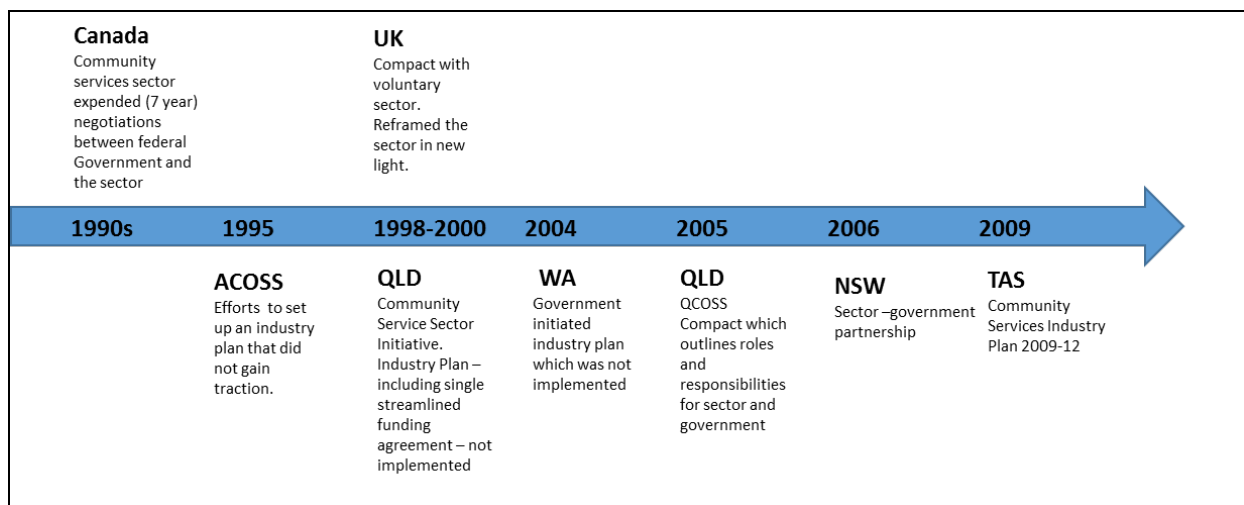 Canada
Community
services sector
expended (7 year)
negotiations
between federal
Government and
the sector
UK
Compact with
voluntary
sector.
Reframed the
sector in new
light.
1990s
1995
1998-2000
2004
2005
2006
2009
ACOSS
Efforts to set
up an industry
plan that did
not gain
traction.
QLD
Community
Service Sector
Initiative.
Industry Plan –
including single
streamlined
funding
agreement – not
implemented
WA
Government
initiated
industry plan
which was not
implemented
QLD
QCOSS
Compact which
outlines roles
and
responsibilities
for sector and
government
NSW
Sector –government
partnership
TAS
Community
Services Industry
Plan 2009-12